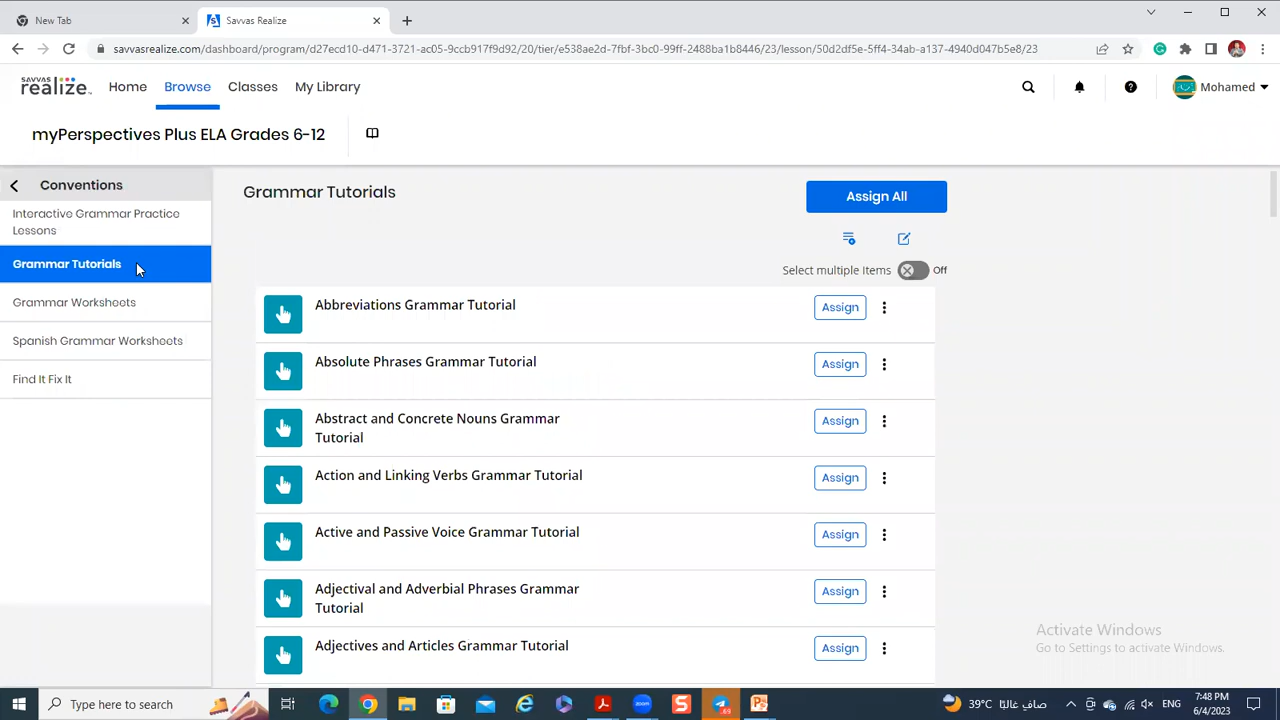 New Tab
Savvas Realize
savvasrealize.com/dashboard/program/d27ecd10-d471-3721-ac05-9ccb917f9d92/20/tier/e538ae2d-7fbf-3bc0-99ff-2488ba1b8446/23/lesson/50d2df5e-5ff4-34ab-a137-4940d047b5e8/23
SAVVAS
realize
Home
Browse
Classes
My Library
Mohamed
myPerspectives Plus ELA Grades 6-12
Conventions
Interactive Grammar Practice
Lessons
Grammar Tutorials
Grammar Worksheets
Spanish Grammar Worksheets
Find It Fix It
Grammar Tutorials
Assign All
Select multiple items
Off
Abbreviations Grammar Tutorial
Assign
Absolute Phrases Grammar Tutorial
Assign
Abstract and Concrete Nouns Grammar
Tutorial
Assign
Action and Linking Verbs Grammar Tutorial
Assign
Active and Passive Voice Grammar Tutorial
Assign
Adjectival and Adverbial Phrases Grammar
Tutorial
Assign
Adjectives and Articles Grammar Tutorial
Assign
Activate Windows
Go to Settings to activate Windows.
Type here to search
39°C
صافٍ غالبًا
ENG
7:48 PM
6/4/2023